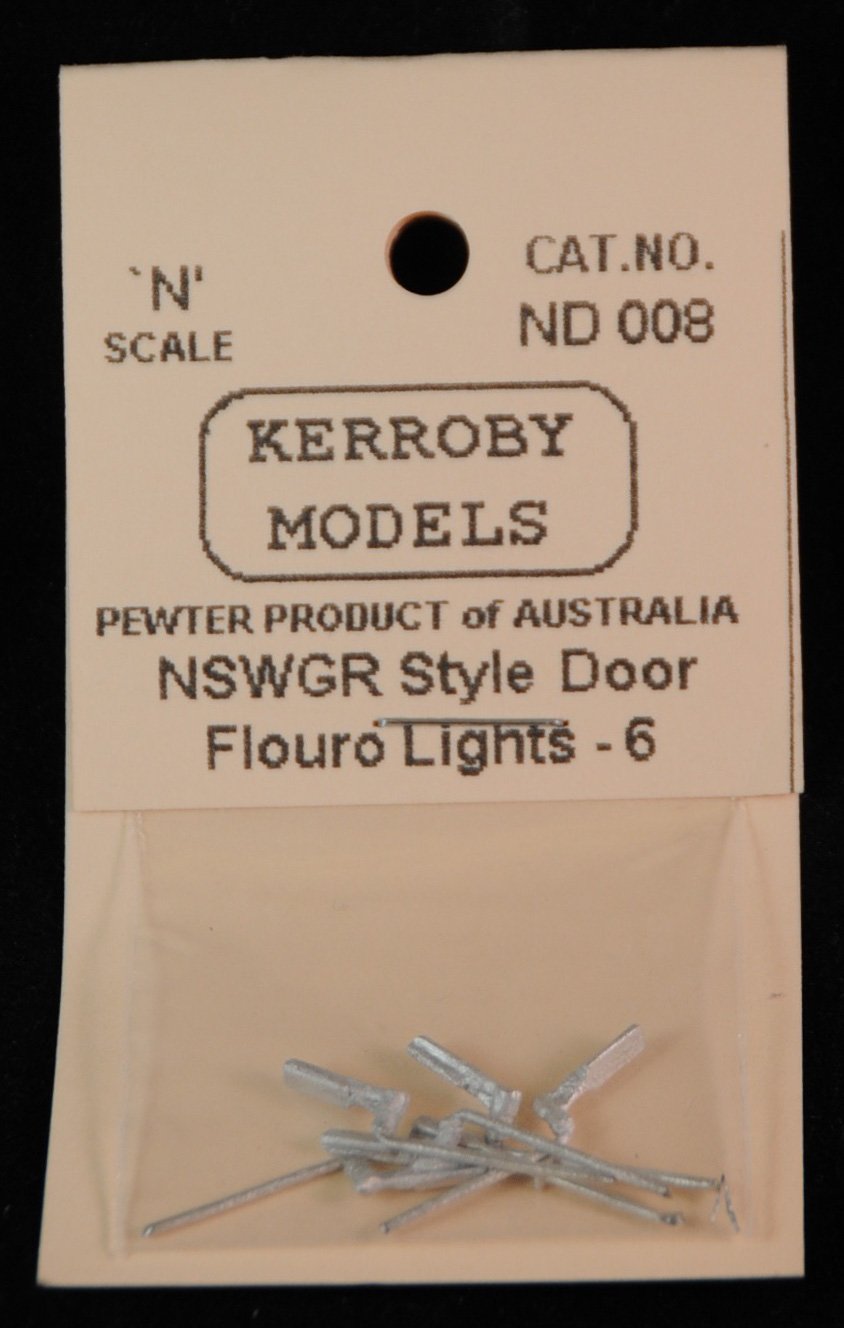 `N'
SCALE
CAT.NO.
ND 008
KERROBY
MODELS
PEWTER PRODUCT of AUSTRALIA
NSWGR Style Door
Flouro Lights - 6